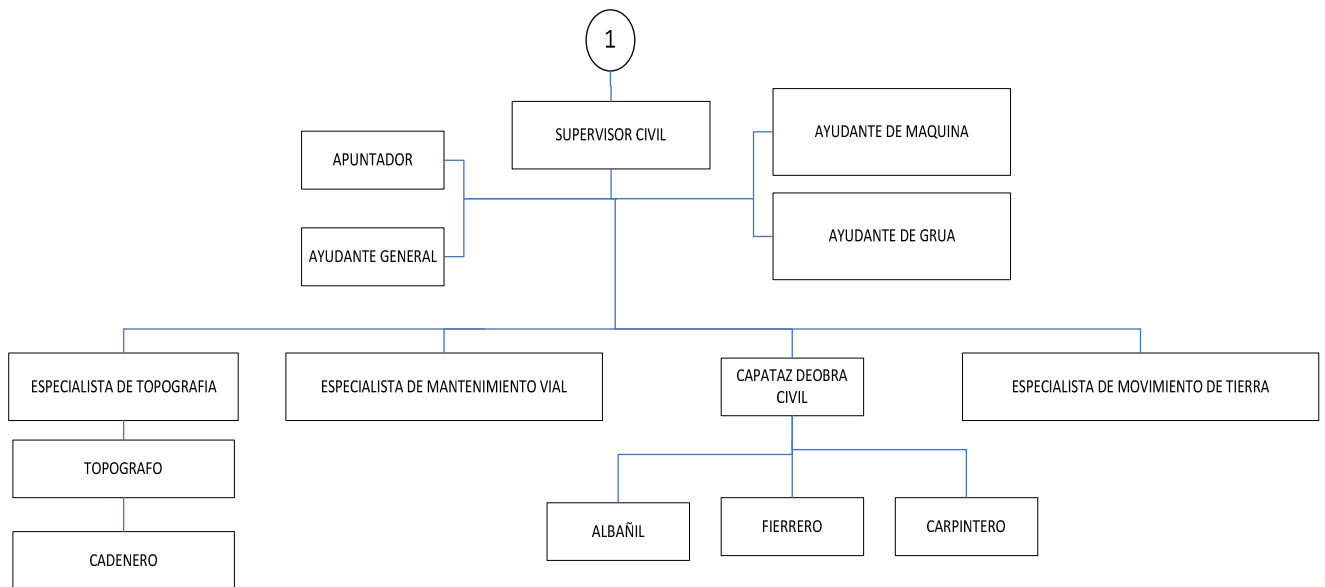 1
SUPERVISOR CIVIL
AYUDANTE DE MAQUINA
APUNTADOR
AYUDANTE DE GRUA
AYUDANTE GENERAL
ESPECIALISTA DE TOPOGRAFIA
ESPECIALISTA DE MANTENIMIENTO VIAL
CAPATAZ DEOBRA
CIVIL
ESPECIALISTA DE MOVIMIENTO DE TIERRA
TOPOGRAFO
ALBAÑIL
FIERRERO
CARPINTERO
CADENERO